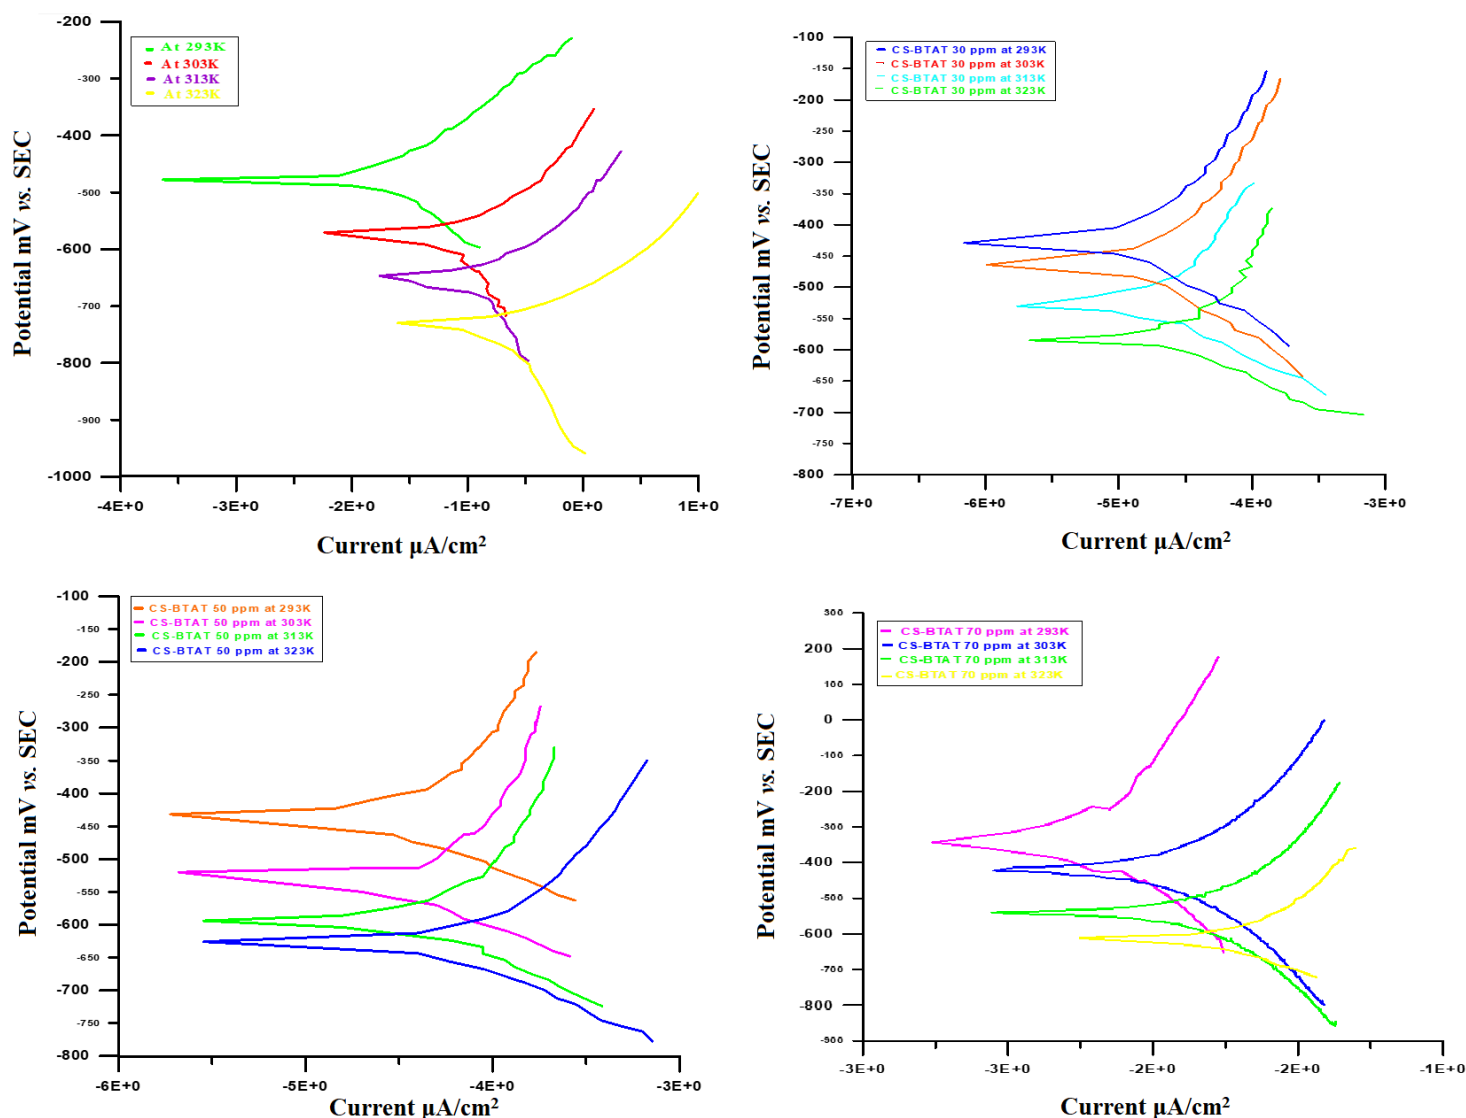 Potential mV vs. SEC
-200
-300
-400
-500
-600
-700
-800
-900
-1000
At 293K
At 303K
At 313K
At 323K
-4E+0 -3E+0 -2E+0 -1E+0 0E+0 1E+0
Current µA/cm²
Potential mV vs. SEC
-100
-150
-200
-250
-300
-350
-400
-450
-500
-550
-600
-650
-700
-750
-800
CS-BTAT 30 ppm at 293K
CS-BTAT 30 ppm at 303K
CS-BTAT 30 ppm at 313K
CS-BTAT 30 ppm at 323K
-7E+0 -6E+0 -5E+0 -4E+0 -3E+0
Current µA/cm²
Potential mV vs. SEC
-100
-150
-200
-250
-300
-350
-400
-450
-500
-550
-600
-650
-700
-750
-800
CS-BTAT 50 ppm at 293K
CS-BTAT 50 ppm at 303K
CS-BTAT 50 ppm at 313K
CS-BTAT 50 ppm at 323K
-6E+0 -5E+0 -4E+0 -3E+0
Current µA/cm²
Potential mV vs. SEC
300
200
100
0
-100
-200
-300
-400
-500
-600
-700
-800
-900
CS-BTAT 70 ppm at 293K
CS-BTAT 70 ppm at 303K
CS-BTAT 70 ppm at 313K
CS-BTAT 70 ppm at 323K
-3E+0 -3E+0 -2E+0 -2E+0 -1E+0
Current µA/cm²